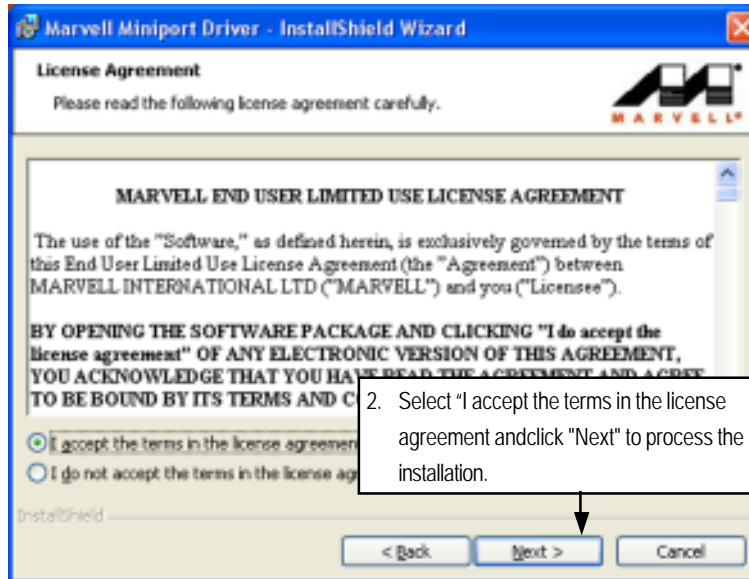 Marvell Miniport Driver - InstallShield Wizard
License Agreement
Please read the following license agreement carefully.
MARVELL®
MARVELL END USER LIMITED USE LICENSE AGREEMENT
The use of the "Software," as defined herein, is exclusively governed by the terms of
this End User Limited Use License Agreement (the "Agreement") between
MARVELL INTERNATIONAL LTD ("MARVELL") and you ("Licensee").
BY OPENING THE SOFTWARE PACKAGE AND CLICKING "I do accept the
license agreement" OF ANY ELECTRONIC VERSION OF THIS AGREEMENT,
YOU ACKNOWLEDGE THAT YOU HAVE READ THE AGREEMENT AND AGREE
TO BE BOUND BY ITS TERMS AND
2. Select “I accept the terms in the license
agreement andclick "Next" to process the
installation.
I accept the terms in the license agreement
I do not accept the terms in the license
InstallShield
< Back
Next >
Cancel